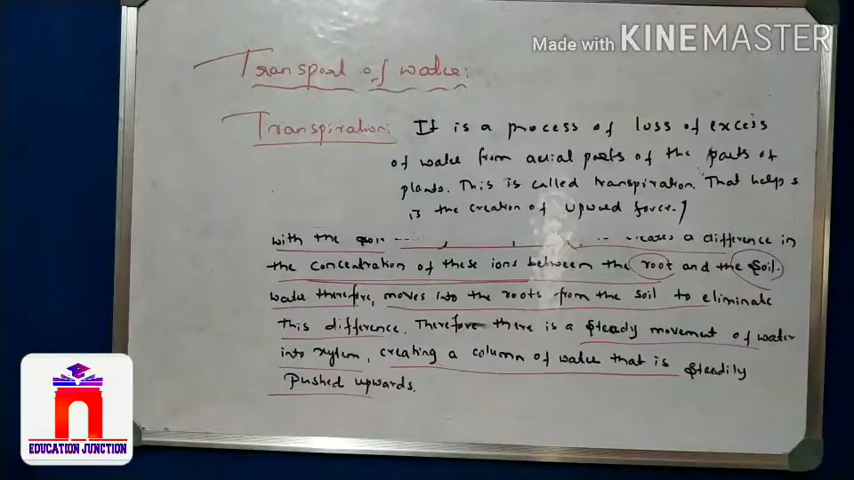 Made with KINEMASTER
Transport of water:
Transpiration: It is a process of loss of excess
of water from aerial parts of the parts of
plants. This is called transpiration. That helps
is the creation of upward force.
with the a difference in
the concentration of these ions between the root and the soil.
water therefore, moves into the roots from the soil to eliminate
this difference. Therefore there is a steady movement of water
into xylem, creating a column of water that is steadily
pushed upwards.
EDUCATION JUNCTION